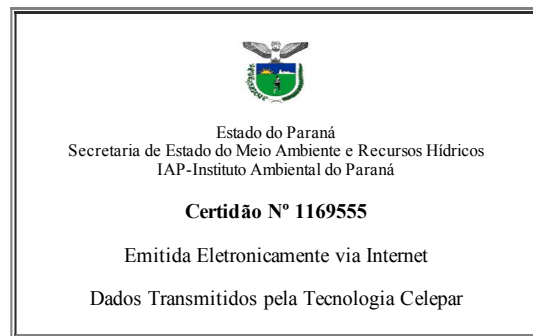 Estado do Paraná
Secretaria de Estado do Meio Ambiente e Recursos Hídricos
IAP-Instituto Ambiental do Paraná
Certidão Nº 1169555
Emitida Eletronicamente via Internet
Dados Transmitidos pela Tecnologia Celepar